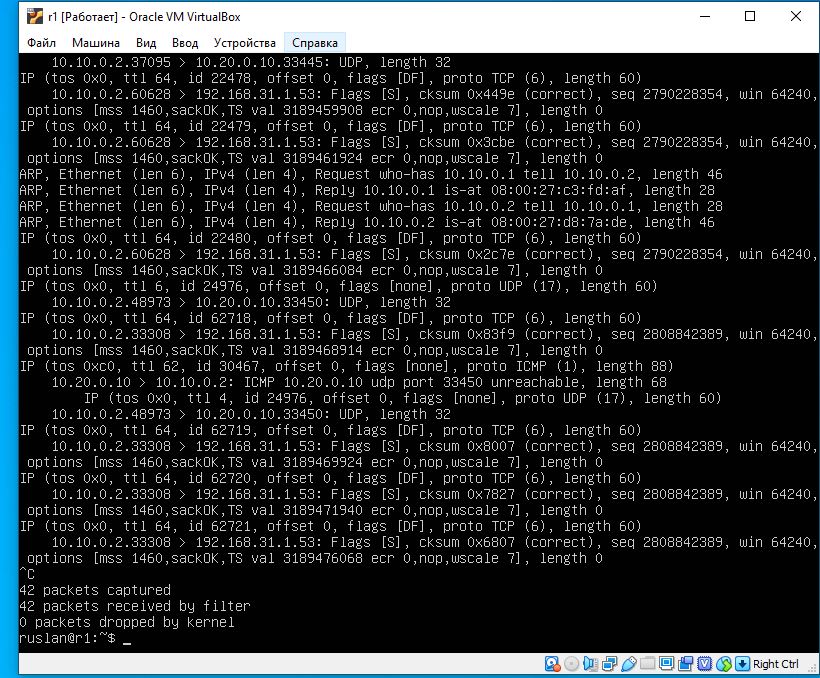 r1 [Работает] - Oracle VM VirtualBox
Файл Машина Вид Ввод Устройства Справка
10.10.0.2.37095 > 10.20.0.10.33445: UDP, length 32
IP (tos 0x0, ttl 64, id 22478, offset 0, flags [DF], proto TCP (6), length 60)
10.10.0.2.60628 > 192.168.31.1.53: Flags [S], cksum 0x449e (correct), seq 2790228354, win 64240,
options [mss 1460,sackOK,TS val 3189459908 ecr 0,nop,wscale 7], length 0
IP (tos 0x0, ttl 64, id 22479, offset 0, flags [DF], proto TCP (6), length 60)
10.10.0.2.60628 > 192.168.31.1.53: Flags [S], cksum 0x3cbe (correct), seq 2790228354, win 64240,
options [mss 1460,sackOK,TS val 3189461924 ecr 0,nop,wscale 7], length 0
ARP, Ethernet (len 6), IPv4 (len 4), Request who-has 10.10.0.1 tell 10.10.0.2, length 46
ARP, Ethernet (len 6), IPv4 (len 4), Reply 10.10.0.1 is-at 08:00:27:c3:fd:af, length 28
ARP, Ethernet (len 6), IPv4 (len 4), Request who-has 10.10.0.2 tell 10.10.0.1, length 28
ARP, Ethernet (len 6), IPv4 (len 4), Reply 10.10.0.2 is-at 08:00:27:d8:7a:de, length 46
IP (tos 0x0, ttl 64, id 22480, offset 0, flags [DF], proto TCP (6), length 60)
10.10.0.2.60628 > 192.168.31.1.53: Flags [S], cksum 0x2c7e (correct), seq 2790228354, win 64240,
options [mss 1460,sackOK,TS val 3189466084 ecr 0,nop,wscale 7], length 0
IP (tos 0x0, ttl 6, id 24976, offset 0, flags [none], proto UDP (17), length 60)
10.10.0.2.48973 > 10.20.0.10.33450: UDP, length 32
IP (tos 0x0, ttl 64, id 62718, offset 0, flags [DF], proto TCP (6), length 60)
10.10.0.2.33308 > 192.168.31.1.53: Flags [S], cksum 0x83f9 (correct), seq 2808842389, win 64240,
options [mss 1460,sackOK,TS val 3189468914 ecr 0,nop,wscale 7], length 0
IP (tos 0xc0, ttl 62, id 30467, offset 0, flags [none], proto ICMP (1), length 88)
10.20.0.10 > 10.10.0.2: ICMP 10.20.0.10 udp port 33450 unreachable, length 68
IP (tos 0x0, ttl 4, id 24976, offset 0, flags [none], proto UDP (17), length 60)
10.10.0.2.48973 > 10.20.0.10.33450: UDP, length 32
IP (tos 0x0, ttl 64, id 62719, offset 0, flags [DF], proto TCP (6), length 60)
10.10.0.2.33308 > 192.168.31.1.53: Flags [S], cksum 0x8007 (correct), seq 2808842389, win 64240,
options [mss 1460,sackOK,TS val 3189469924 ecr 0,nop,wscale 7], length 0
IP (tos 0x0, ttl 64, id 62720, offset 0, flags [DF], proto TCP (6), length 60)
10.10.0.2.33308 > 192.168.31.1.53: Flags [S], cksum 0x7827 (correct), seq 2808842389, win 64240,
options [mss 1460,sackOK,TS val 3189471940 ecr 0,nop,wscale 7], length 0
IP (tos 0x0, ttl 64, id 62721, offset 0, flags [DF], proto TCP (6), length 60)
10.10.0.2.33308 > 192.168.31.1.53: Flags [S], cksum 0x6807 (correct), seq 2808842389, win 64240,
options [mss 1460,sackOK,TS val 3189476068 ecr 0,nop,wscale 7], length 0
^C
42 packets captured
42 packets received by filter
0 packets dropped by kernel
ruslan@r1:~$ _
Right Ctrl